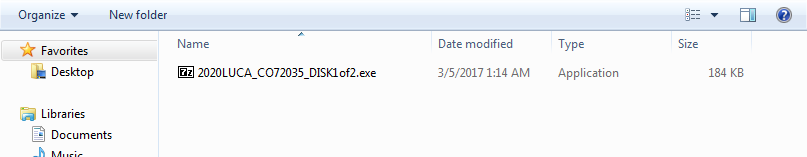 Organize New folder
Favorites
Desktop
Libraries
Documents
Music
Name Date modified Type Size
7z 2020LUCA_CO72035_DISK1of2.exe 3/5/2017 1:14 AM Application 184 KB